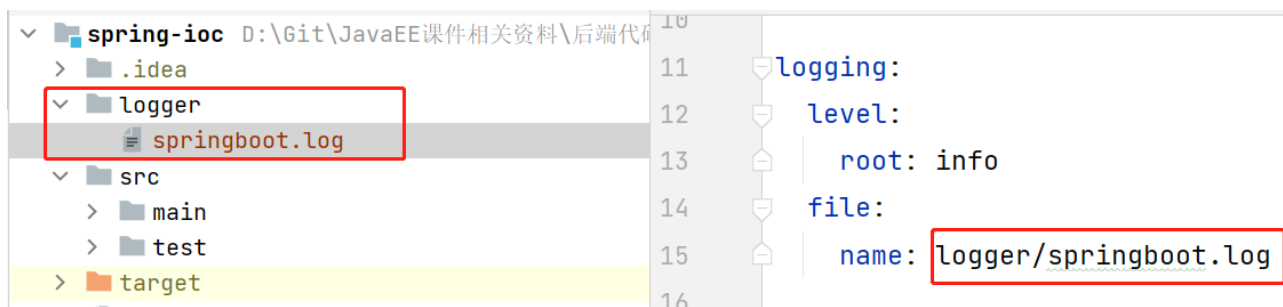 spring-ioc D:\Git\JavaEE课件相关资料\后端代码
.idea
logger
springboot.log
src
main
test
target
10
11 logging:
12 level:
13 root: info
14 file:
15 name: logger/springboot.log
16